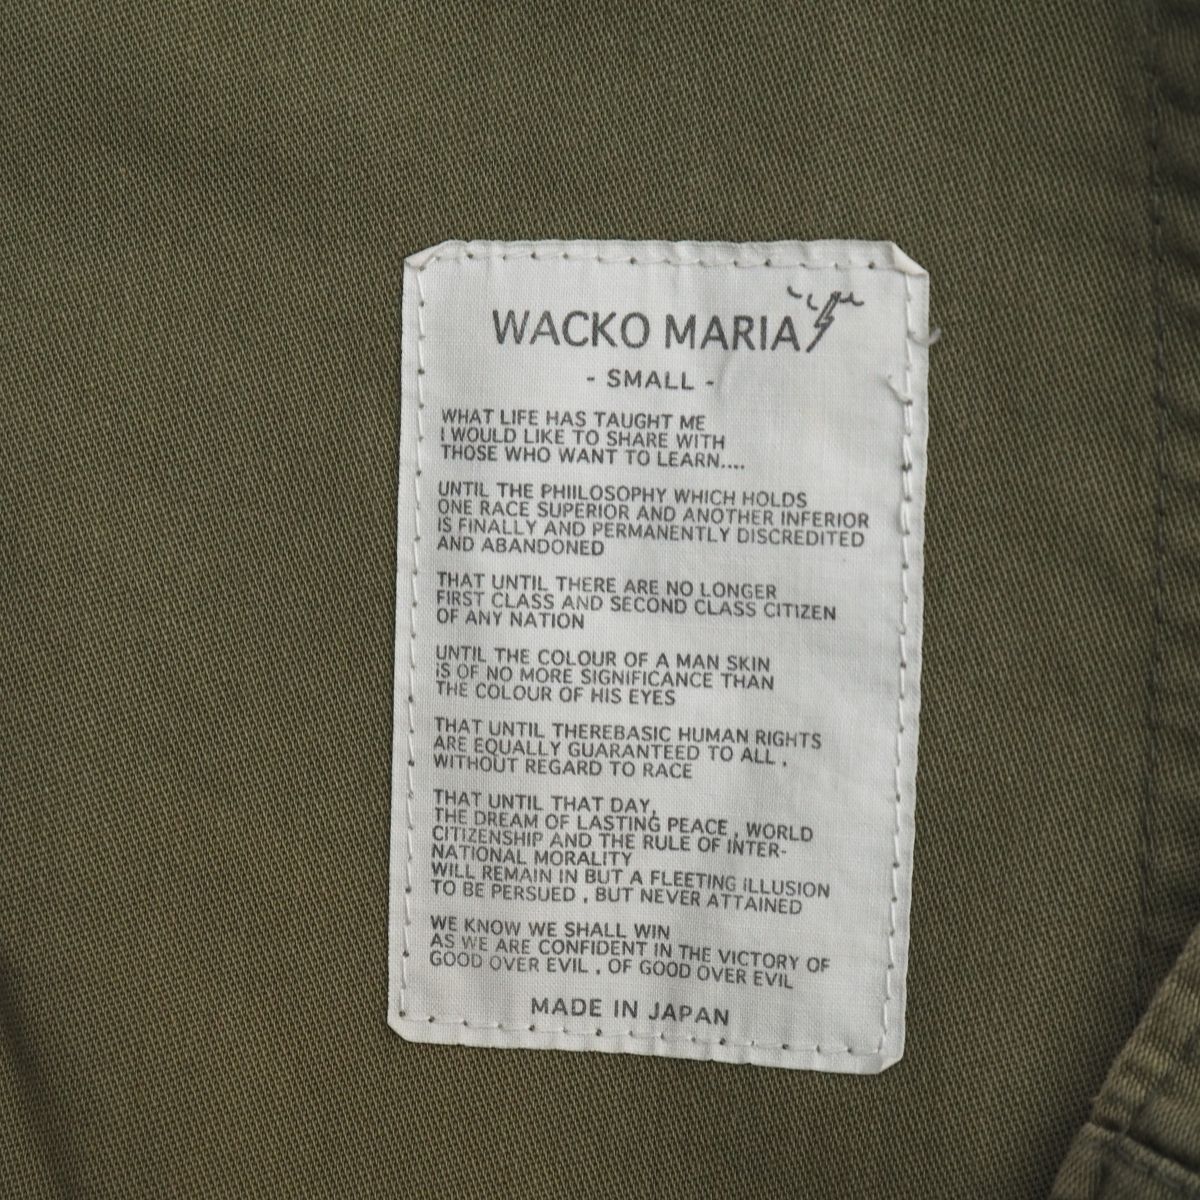 WACKO MARIA
- SMALL -
WHAT LIFE HAS TAUGHT ME
I WOULD LIKE TO SHARE WITH
THOSE WHO WANT TO LEARN....
UNTIL THE PHIILOSOPHY WHICH HOLDS
ONE RACE SUPERIOR AND ANOTHER INFERIOR
IS FINALLY AND PERMANENTLY DISCREDITED
AND ABANDONED
THAT UNTIL THERE ARE NO LONGER
FIRST CLASS AND SECOND CLASS CITIZEN
OF ANY NATION
UNTIL THE COLOUR OF A MAN SKIN
IS OF NO MORE SIGNIFICANCE THAN
THE COLOUR OF HIS EYES
THAT UNTIL THEREBASIC HUMAN RIGHTS
ARE EQUALLY GUARANTEED TO ALL ,
WITHOUT REGARD TO RACE
THAT UNTIL THAT DAY,
THE DREAM OF LASTING PEACE , WORLD
CITIZENSHIP AND THE RULE OF INTER-
NATIONAL MORALITY
WILL REMAIN IN BUT A FLEETING ILLUSION
TO BE PERSUED , BUT NEVER ATTAINED
WE KNOW WE SHALL WIN
AS WE ARE CONFIDENT IN THE VICTORY OF
GOOD OVER EVIL , OF GOOD OVER EVIL
MADE IN JAPAN